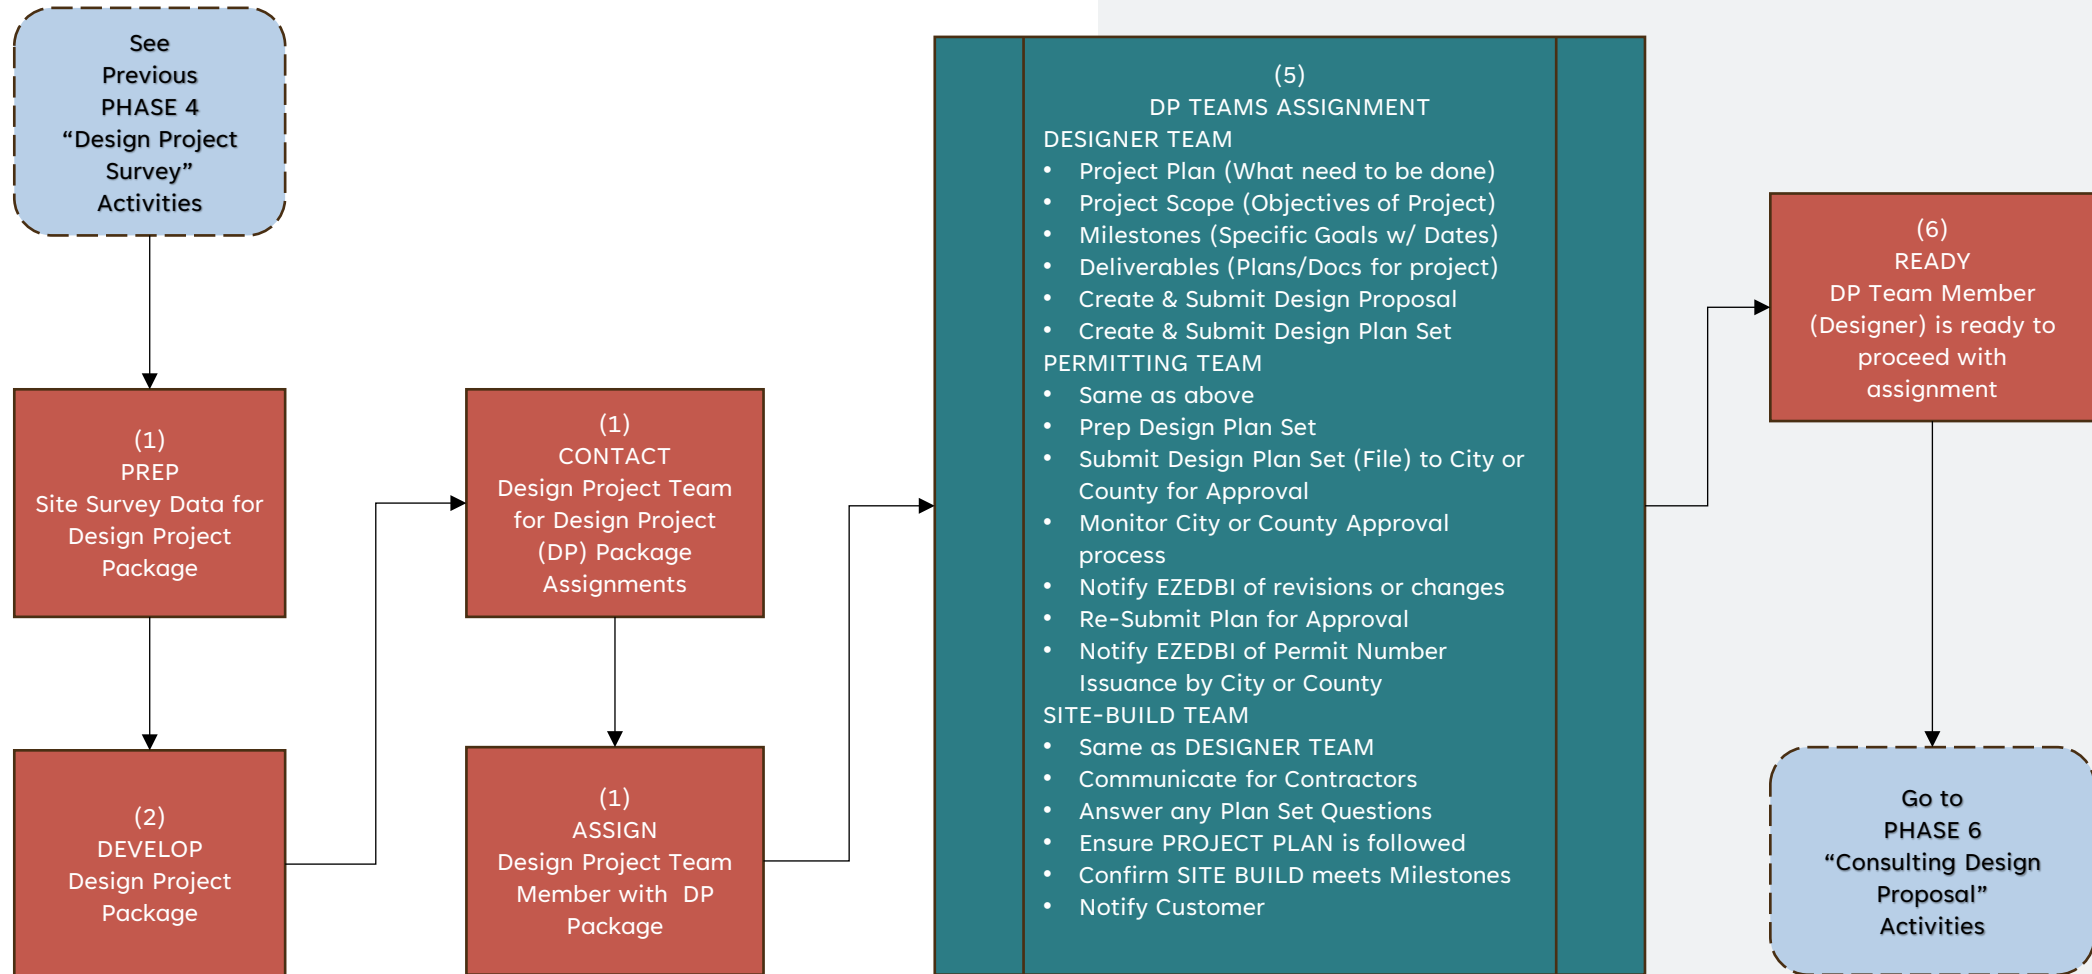 See
Previous
PHASE 4
“Design Project
Survey”
Activities
(1)
PREP
Site Survey Data for
Design Project
Package
(2)
DEVELOP
Design Project
Package
(1)
CONTACT
Design Project Team
for Design Project
(DP) Package
Assignments
(1)
ASSIGN
Design Project Team
Member with  DP
Package
(5)
DP TEAMS ASSIGNMENT
DESIGNER TEAM
• Project Plan (What need to be done)
• Project Scope (Objectives of Project)
• Milestones (Specific Goals w/ Dates)
• Deliverables (Plans/Docs for project)
• Create & Submit Design Proposal
• Create & Submit Design Plan Set
PERMITTING TEAM
• Same as above
• Prep Design Plan Set
• Submit Design Plan Set (File) to City or
County for Approval
• Monitor City or County Approval
process
• Notify EZEDBI of revisions or changes
• Re-Submit Plan for Approval
• Notify EZEDBI of Permit Number
Issuance by City or County
SITE-BUILD TEAM
• Same as DESIGNER TEAM
• Communicate for Contractors
• Answer any Plan Set Questions
• Ensure PROJECT PLAN is followed
• Confirm SITE BUILD meets Milestones
• Notify Customer
(6)
READY
DP Team Member
(Designer) is ready to
proceed with
assignment
Go to
PHASE 6
“Consulting Design
Proposal”
Activities